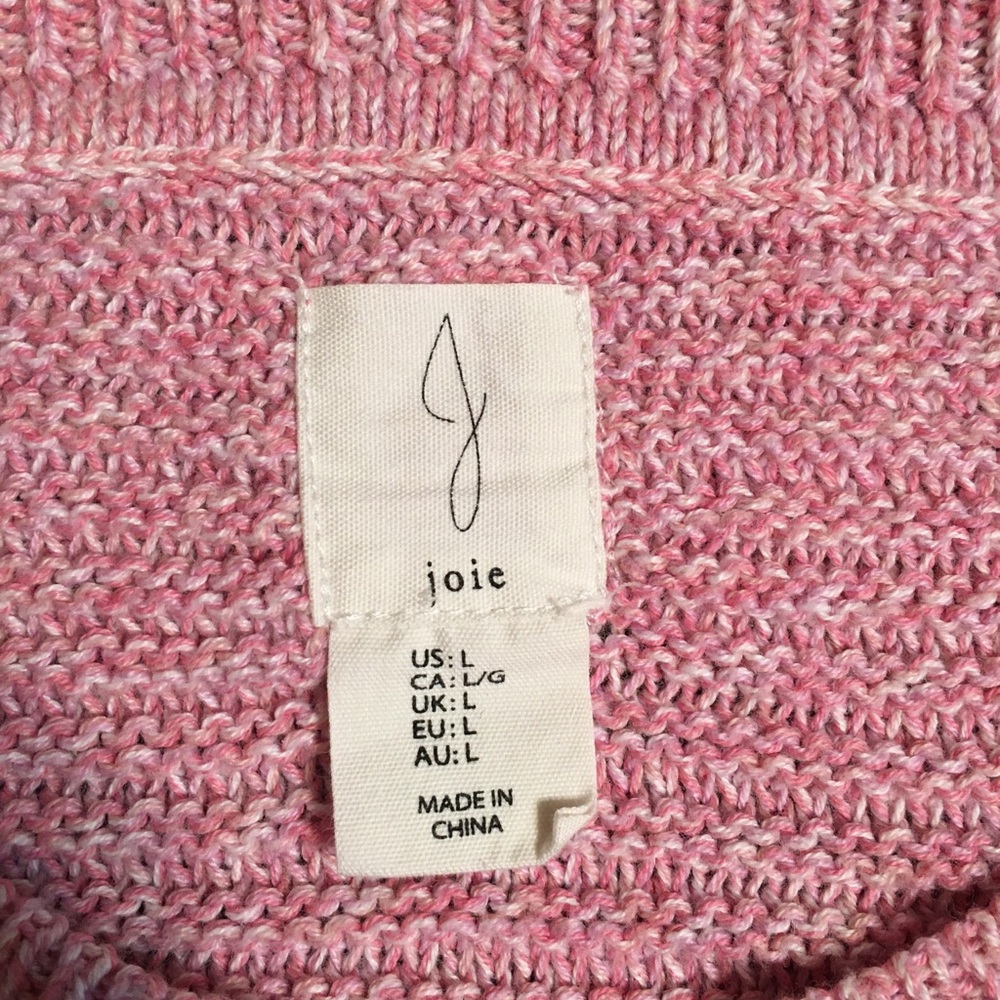 J
joie
US: L
CA: L/G
UK: L
EU: L
AU: L
MADE IN
CHINA